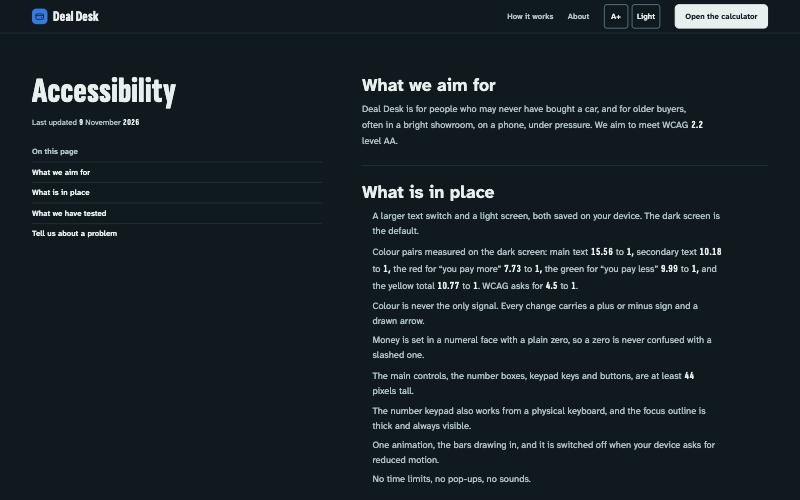 Deal Desk
How it works
About
A+
Light
Open the calculator
Accessibility
Last updated 9 November 2026
On this page
What we aim for
What is in place
What we have tested
Tell us about a problem
What we aim for
Deal Desk is for people who may never have bought a car, and for older buyers,
often in a bright showroom, on a phone, under pressure. We aim to meet WCAG 2.2
level AA.
What is in place
A larger text switch and a light screen, both saved on your device. The dark screen is
the default.
Colour pairs measured on the dark screen: main text 15.56 to 1, secondary text 10.18
to 1, the red for “you pay more” 7.73 to 1, the green for “you pay less” 9.99 to 1, and
the yellow total 10.77 to 1. WCAG asks for 4.5 to 1.
Colour is never the only signal. Every change carries a plus or minus sign and a
drawn arrow.
Money is set in a numeral face with a plain zero, so a zero is never confused with a
slashed one.
The main controls, the number boxes, keypad keys and buttons, are at least 44
pixels tall.
The number keypad also works from a physical keyboard, and the focus outline is
thick and always visible.
One animation, the bars drawing in, and it is switched off when your device asks for
reduced motion.
No time limits, no pop-ups, no sounds.